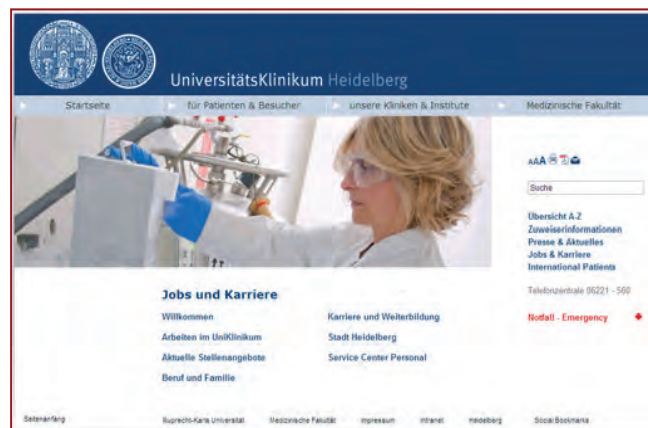 UniversitätsKlinikum Heidelberg
Startseite für Patienten & Besucher unsere Kliniken & Institute Medizinische Fakultät
AAA
Suche
Übersicht A-Z
Zuweiserinformationen
Presse & Aktuelles
Jobs & Karriere
International Patients
Telefonzentrale 06221 - 560
Notfall - Emergency
Jobs und Karriere
Willkommen Karriere und Weiterbildung
Arbeiten im UniKlinikum Stadt Heidelberg
Aktuelle Stellenangebote Service Center Personal
Beruf und Familie
Seitenanfang Ruprecht-Karls Universität Medizinische Fakultät Impressum Intranet Heidelberg Social Bookmarks